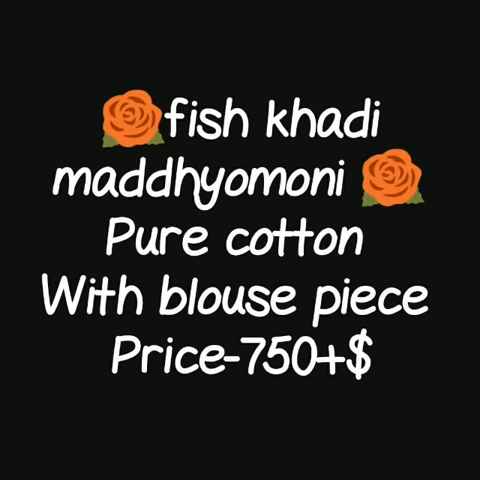 🌹fish khadi
maddhyomoni 🌹
Pure cotton
With blouse piece
Price-750+$